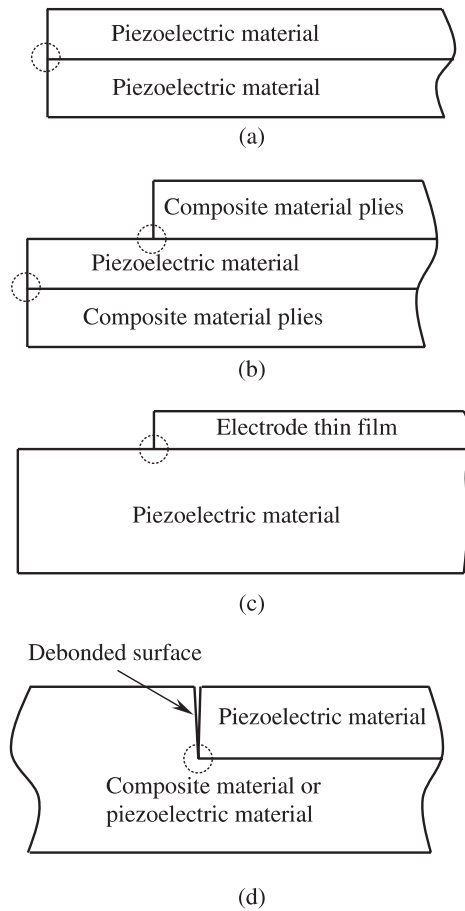 Piezoelectric material
Piezoelectric material
(a)
Composite material plies
Piezoelectric material
Composite material plies
(b)
Electrode thin film
Piezoelectric material
(c)
Debonded surface
Piezoelectric material
Composite material or
piezoelectric material
(d)